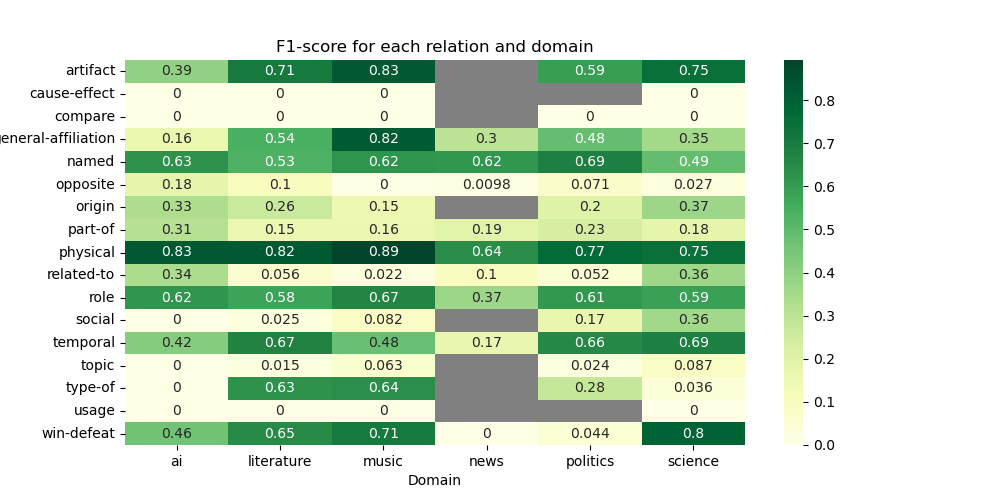 F1-score for each relation and domain
artifact 0.39 0.71 0.83 0.59 0.75
cause-effect 0 0 0 0
compare 0 0 0 0 0
eneral-affiliation 0.16 0.54 0.82 0.3 0.48 0.35
named 0.63 0.53 0.62 0.62 0.69 0.49
opposite 0.18 0.1 0 0.0098 0.071 0.027
origin 0.33 0.26 0.15 0.2 0.37
part-of 0.31 0.15 0.16 0.19 0.23 0.18
physical 0.83 0.82 0.89 0.64 0.77 0.75
related-to 0.34 0.056 0.022 0.1 0.052 0.36
role 0.62 0.58 0.67 0.37 0.61 0.59
social 0 0.025 0.082 0.17 0.36
temporal 0.42 0.67 0.48 0.17 0.66 0.69
topic 0 0.015 0.063 0.024 0.087
type-of 0 0.63 0.64 0.28 0.036
usage 0 0 0 0
win-defeat 0.46 0.65 0.71 0 0.044 0.8
ai literature music news politics science
Domain
0.8
0.7
0.6
0.5
0.4
0.3
0.2
0.1
0.0